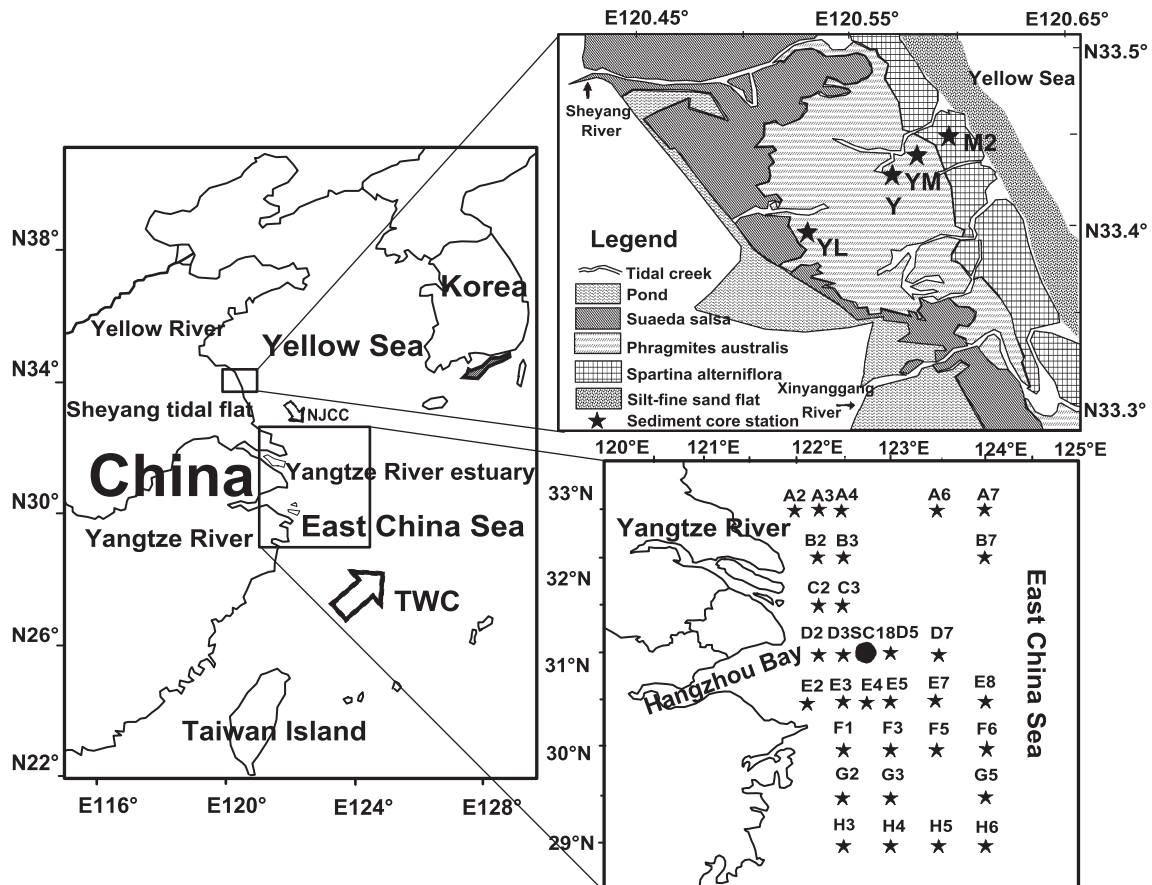 E120.45° E120.55° E120.65°
N33.5°
Yellow Sea
Sheyang
River
M2
YM
Y
YL
N33.4°
Legend
Tidal creek
Pond
Suaeda salsa
Phragmites australis
Spartina alterniflora
Silt-fine sand flat
Sediment core station
Xinyanggang
River
N33.3°
N38°
Korea
Yellow River
Yellow Sea
N34°
Sheyang tidal flat
NJCC
China
Yangtze River estuary
N30°
East China Sea
Yangtze River
TWC
N26°
Taiwan Island
N22°
E116° E120° E124° E128°
120°E 121°E 122°E 123°E 124°E 125°E
33°N
A2 A3 A4 A6 A7
Yangtze River
B2 B3 B7
32°N
C2 C3
D2 D3 SC18 D5 D7
31°N
Hangzhou Bay
E2 E3 E4 E5 E7 E8
East China Sea
F1 F3 F5 F6
30°N
G2 G3 G5
H3 H4 H5 H6
29°N